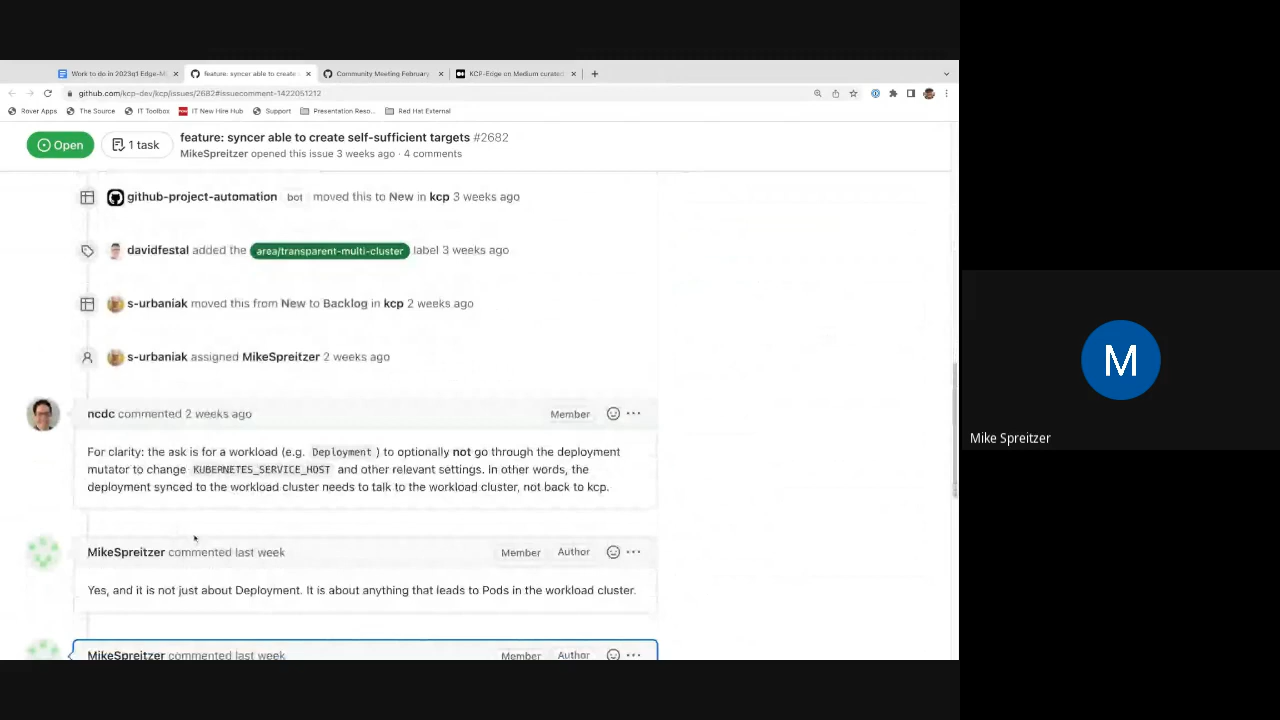 Work to do in 2023q1 Edge-M
feature: syncer able to create
Community Meeting February
KCP-Edge on Medium curated
github.com/kcp-dev/kcp/issues/2682#issuecomment-1422051212
Rover Apps
The Source
IT Toolbox
IT New Hire Hub
Support
Presentation Reso...
Red Hat External
Open
1 task
feature: syncer able to create self-sufficient targets #2682
MikeSpreitzer opened this issue 3 weeks ago · 4 comments
github-project-automation bot moved this to New in kcp 3 weeks ago
davidfestal added the area/transparent-multi-cluster label 3 weeks ago
s-urbaniak moved this from New to Backlog in kcp 2 weeks ago
s-urbaniak assigned MikeSpreitzer 2 weeks ago
ncdc commented 2 weeks ago
Member
For clarity: the ask is for a workload (e.g. Deployment ) to optionally not go through the deployment
mutator to change KUBERNETES_SERVICE_HOST and other relevant settings. In other words, the
deployment synced to the workload cluster needs to talk to the workload cluster, not back to kcp.
MikeSpreitzer commented last week
Member Author
Yes, and it is not just about Deployment. It is about anything that leads to Pods in the workload cluster.
MikeSpreitzer commented last week
Member Author
M
Mike Spreitzer